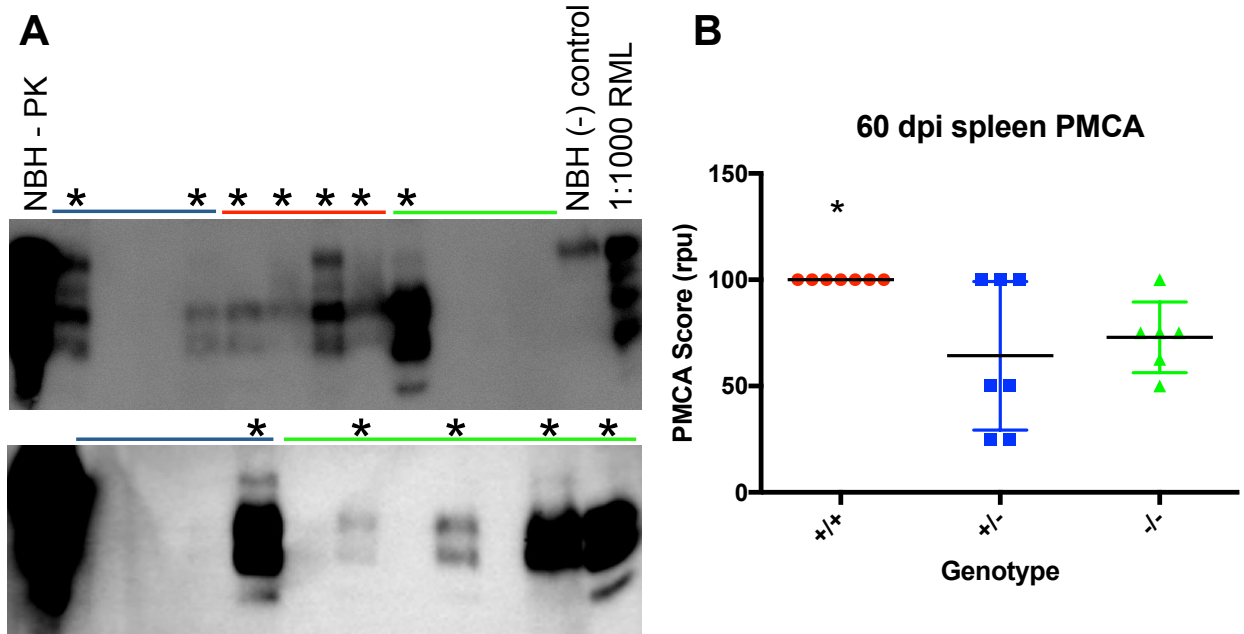 A
NBH - PK
NBH (-) control
1:1000 RML
* * * * * * *
* * * * *
B
60 dpi spleen PMCA
PMCA Score (rpu)
150
100
50
0
*
+/+
+/-
-/-
Genotype